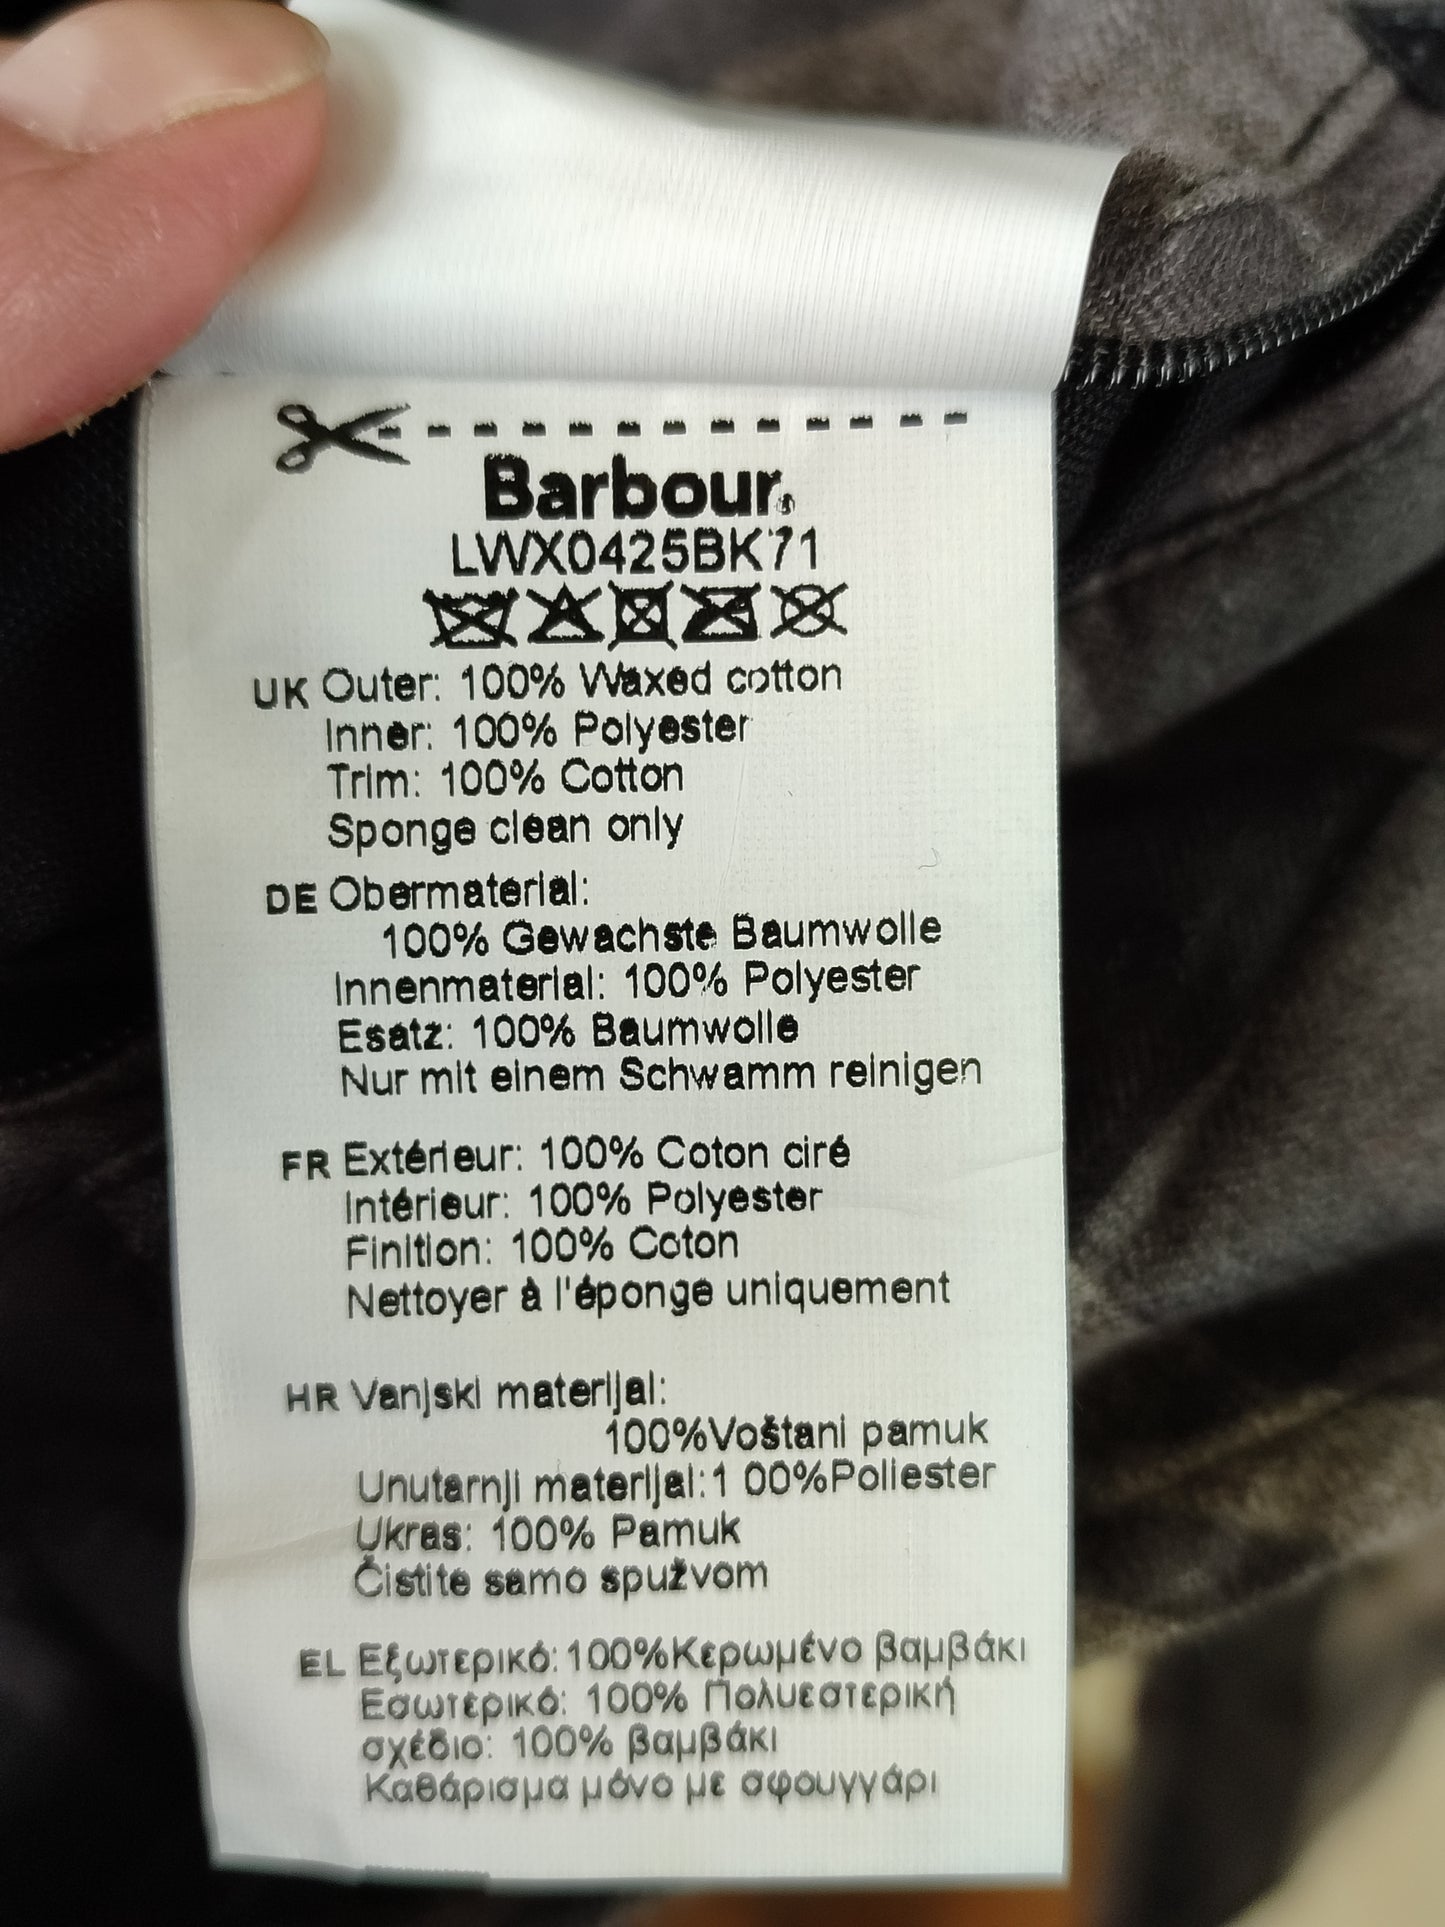 Barbour.
LWX0425BK71
UK Outer: 100% Waxed cotton
Inner: 100% Polyester
Trim: 100% Cotton
Sponge clean only
DE Obermaterial:
100% Gewachste Baumwolle
Innenmaterial: 100% Polyester
Esatz: 100% Baumwolle
Nur mit einem Schwamm reinigen
FR Extérieur: 100% Coton ciré
Intérieur: 100% Polyester
Finition: 100% Coton
Nettoyer à l'éponge uniquement
HR Vanjski materijal:
100%Voštani pamuk
Unutarnji materijal:1 00%Poliester
Ukras: 100% Pamuk
Čistite samo spužvom
EL Εξωτερικό:100%Κερωμένο βαμβάκι
Εσωτερικό: 100% Πολυεστερική
σχέδιο: 100% βαμβάκι
Καθάρισμα μόνο με σφουγγάρι